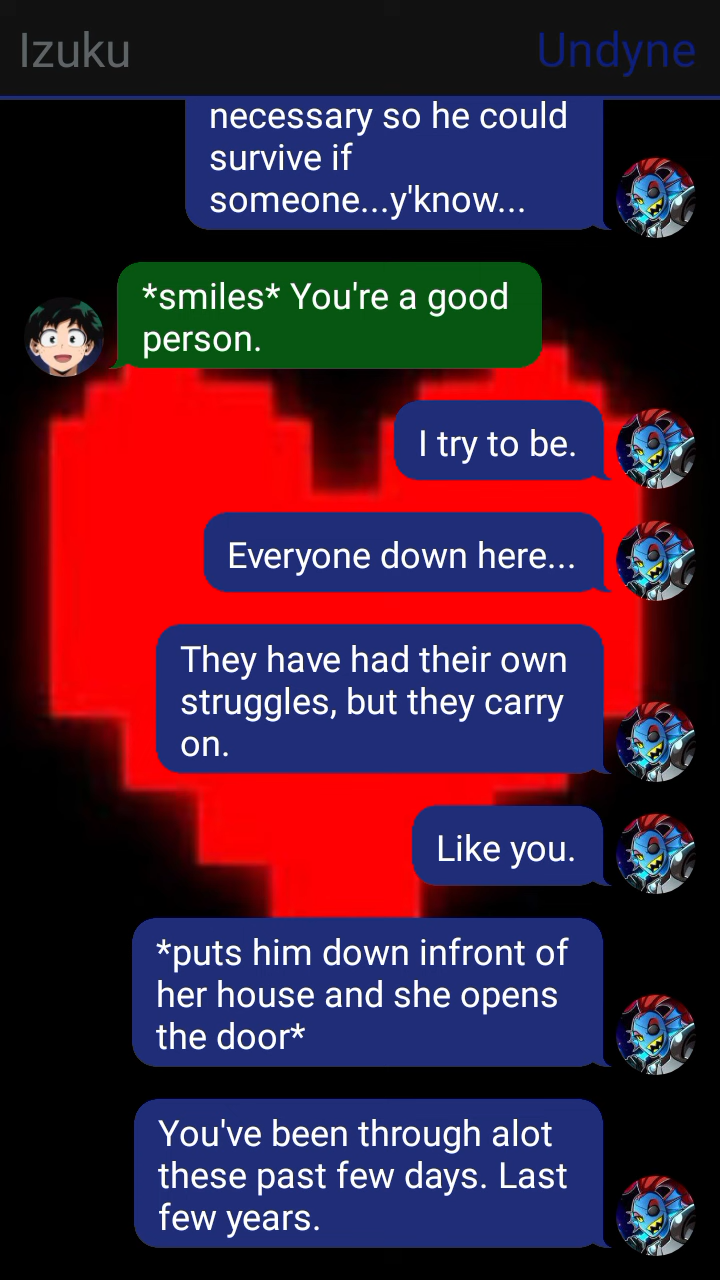 Izuku
Undyne
necessary so he could
survive if
someone...y'know...
*smiles* You're a good
person.
I try to be.
Everyone down here...
They have had their own
struggles, but they carry
on.
Like you.
*puts him down infront of
her house and she opens
the door*
You've been through alot
these past few days. Last
few years.